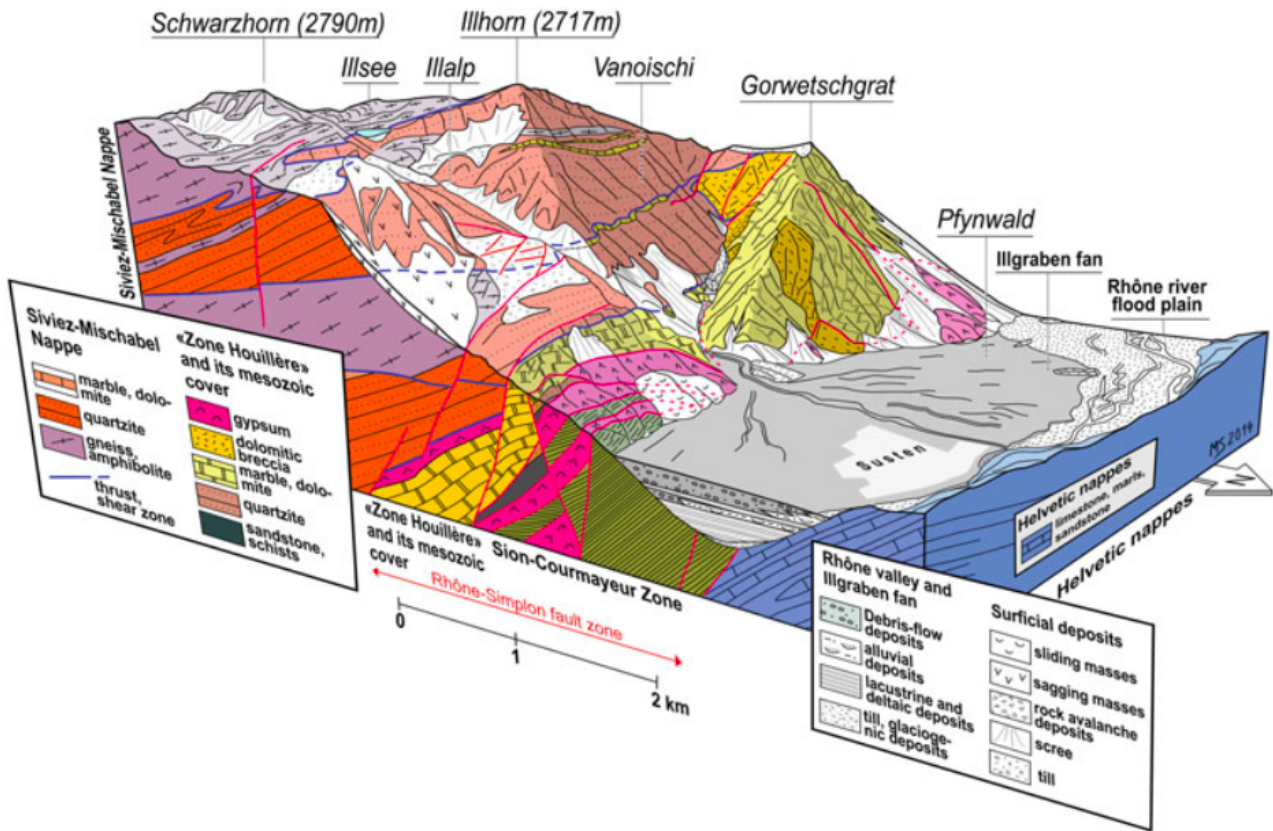 Schwarzhorn (2790m)
Illhorn (2717m)
Illsee
Illalp
Vanoischi
Gorwetschgrat
Pfynwald
Illgraben fan
Rhône river
flood plain
Siviez-Mischabel Nappe
Susten
MS 2014
N
Siviez-Mischabel
Nappe
marble, dolo-
mite
quartzite
gneiss,
amphibolite
thrust,
shear zone
«Zone Houillère»
and its mesozoic
cover
gypsum
dolomitic
breccia
marble, dolo-
mite
quartzite
sandstone,
schists
«Zone Houillère»
and its mesozoic
cover
Sion-Courmayeur Zone
Rhône-Simplon fault zone
0
1
2 km
Helvetic nappes
limestone, marls,
sandstone
Helvetic nappes
Rhône valley and
Illgraben fan
Debris-flow
deposits
alluvial
deposits
lacustrine and
deltaic deposits
till, glacioge-
nic deposits
Surficial deposits
sliding masses
sagging masses
rock avalanche
deposits
scree
till